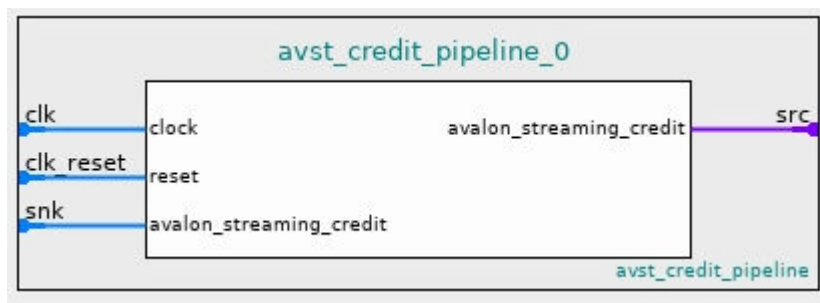 avst_credit_pipeline_0
clk
clock
avalon_streaming_credit
src
clk_reset
reset
snk
avalon_streaming_credit
avst_credit_pipeline